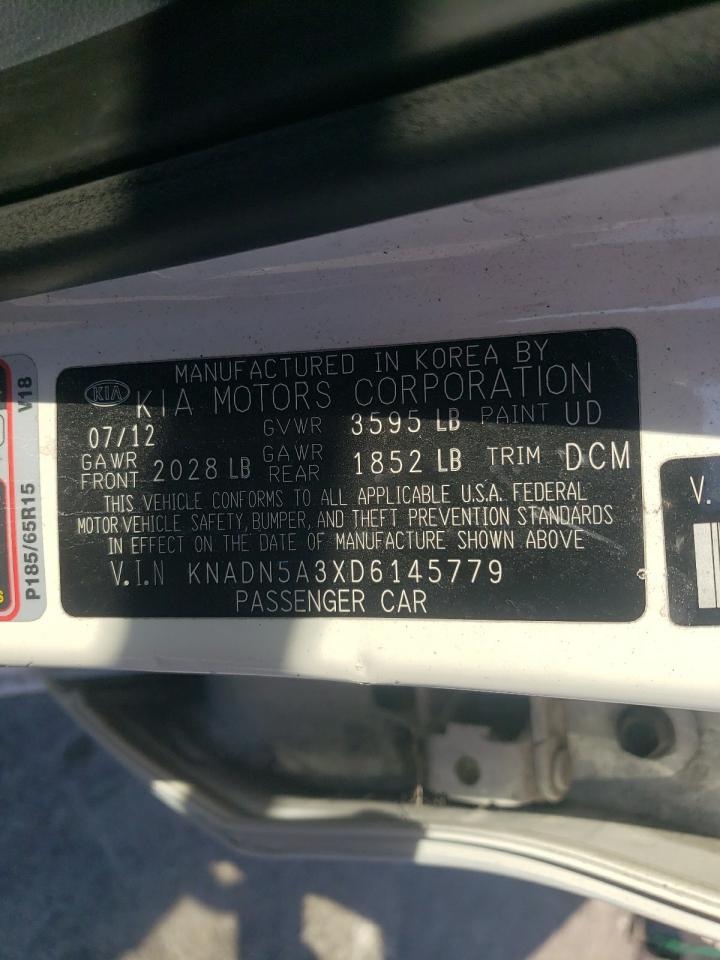 MANUFACTURED IN KOREA BY
KIA KIA MOTORS CORPORATION
07/12 GVWR 3595 LB PAINT UD
GAWR FRONT 2028 LB GAWR REAR 1852 LB TRIM DCM
THIS VEHICLE CONFORMS TO ALL APPLICABLE U.S.A. FEDERAL
MOTOR VEHICLE SAFETY, BUMPER, AND THEFT PREVENTION STANDARDS
IN EFFECT ON THE DATE OF MANUFACTURE SHOWN ABOVE
V.I.N KNADN5A3XD6145779
PASSENGER CAR
P185/65R15 V18
V.